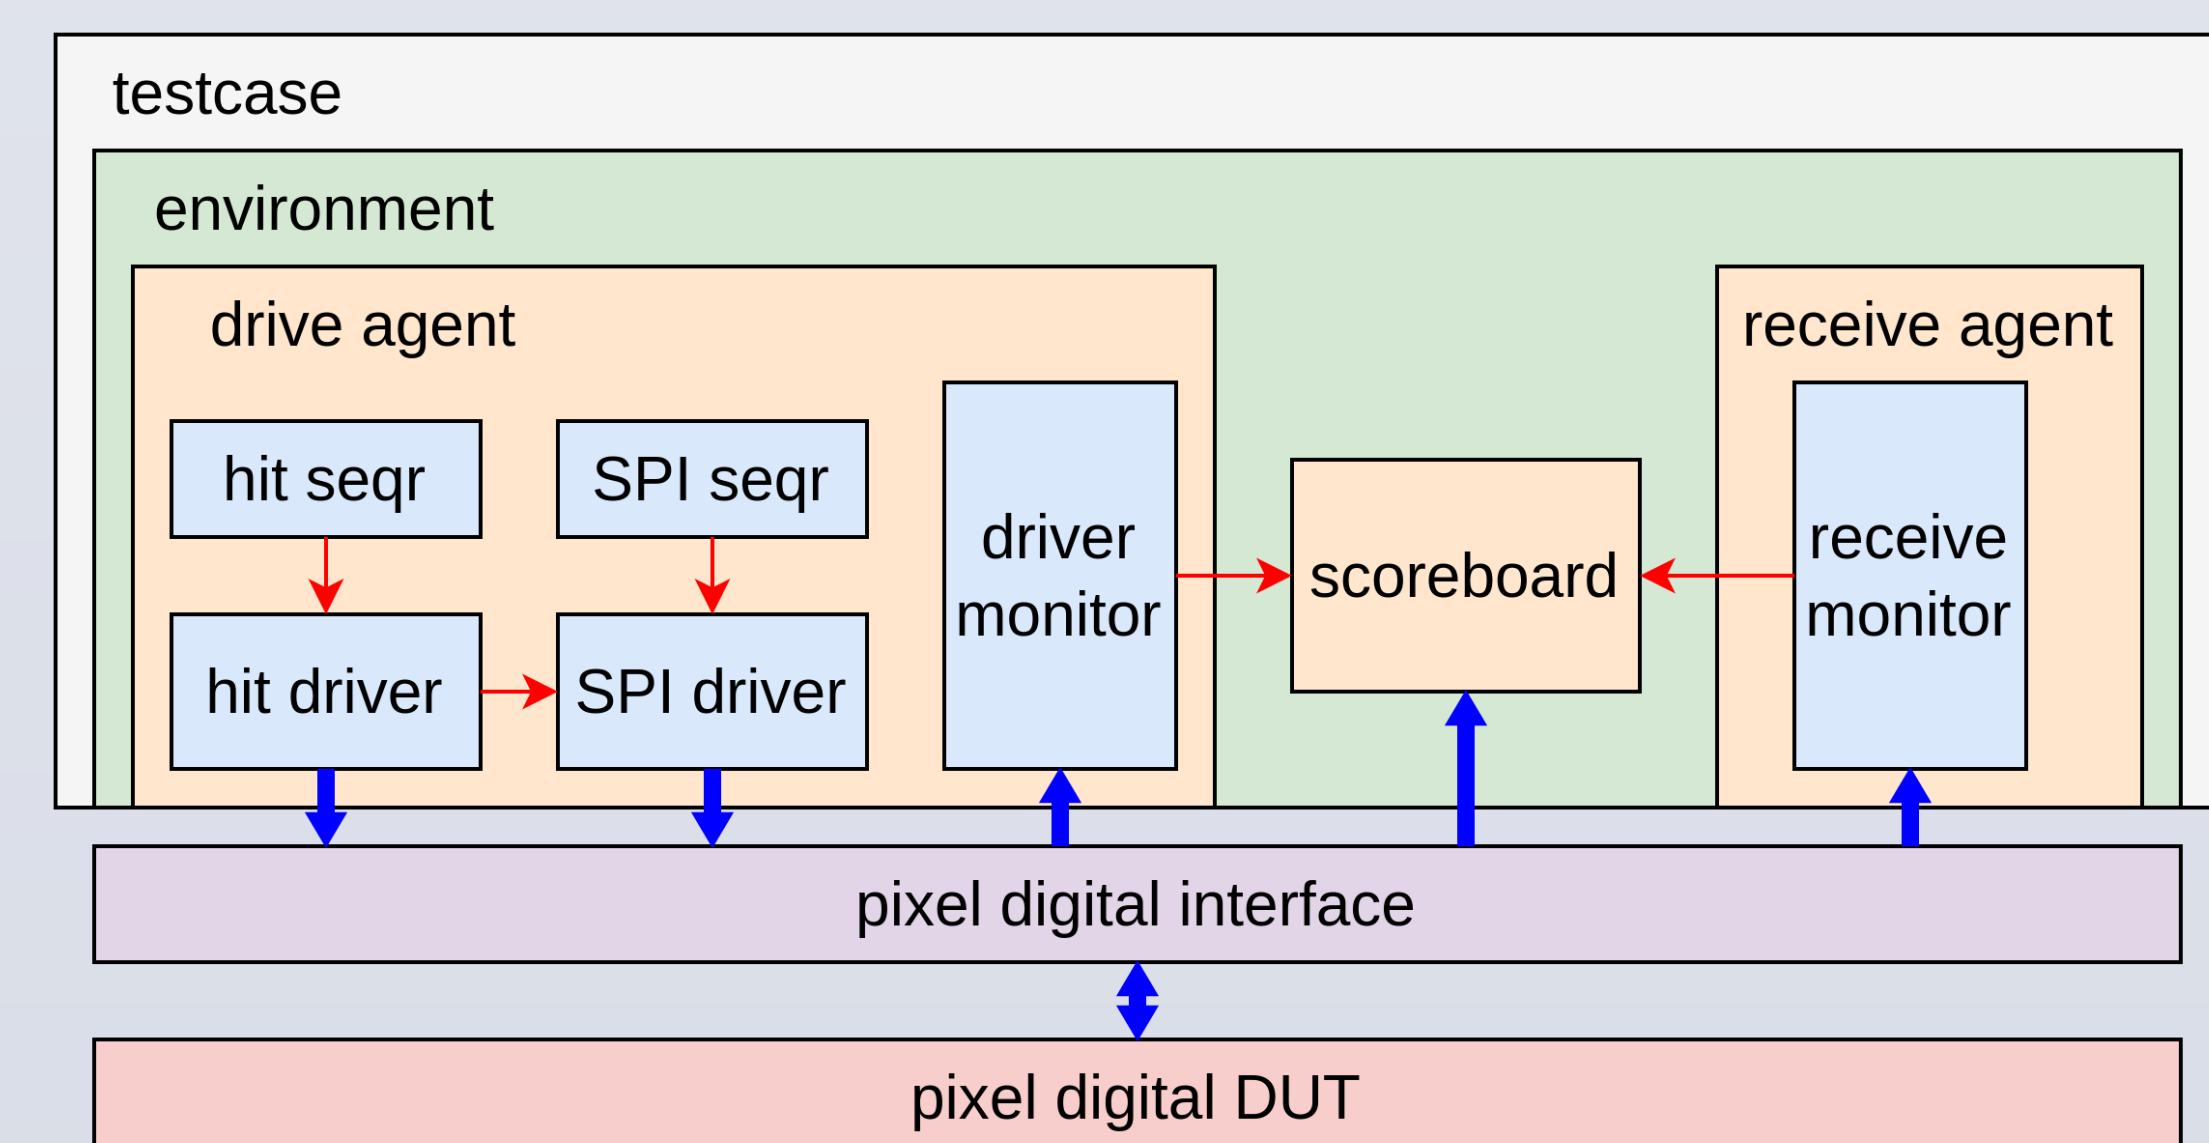 testcase
environment
drive agent
receive agent
hit seqr
SPI seqr
driver
monitor
scoreboard
receive
monitor
hit driver
SPI driver
pixel digital interface
pixel digital DUT